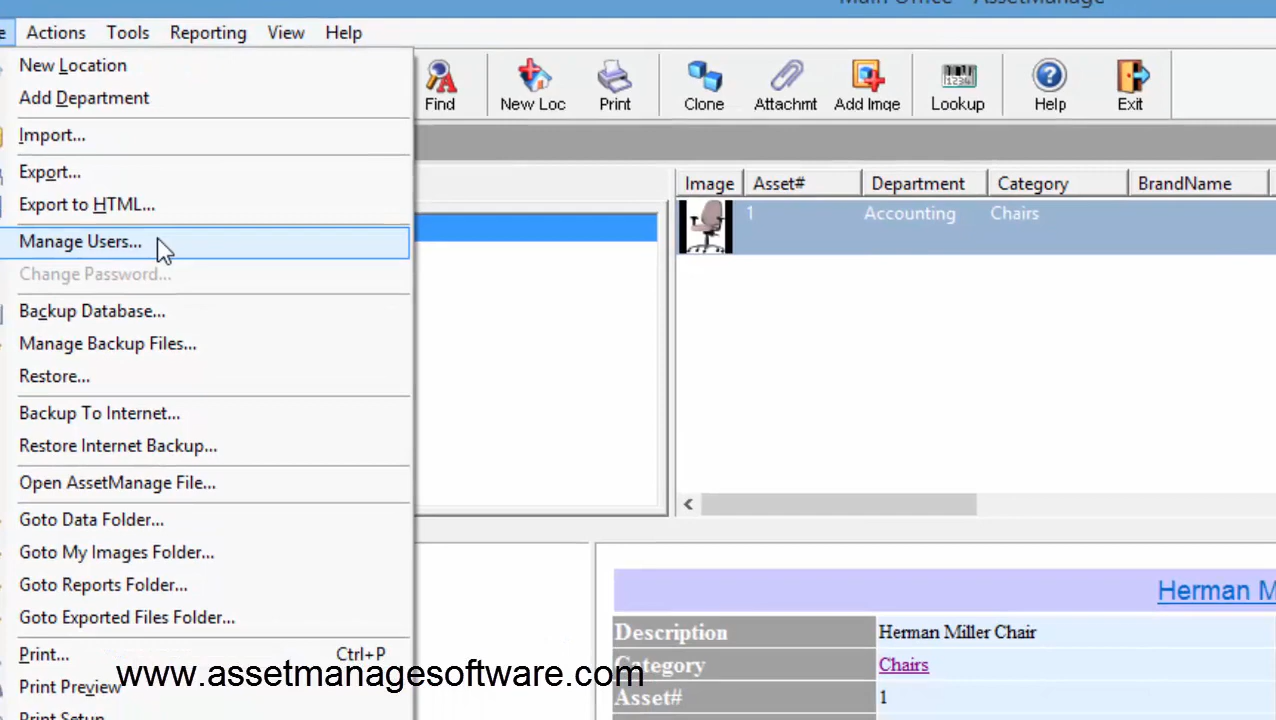 Main Office - AssetManage
e Actions Tools Reporting View Help
New Location
Add Department
Import...
Export...
Export to HTML...
Manage Users...
Change Password...
Backup Database...
Manage Backup Files...
Restore...
Backup To Internet...
Restore Internet Backup...
Open AssetManage File...
Goto Data Folder...
Goto My Images Folder...
Goto Reports Folder...
Goto Exported Files Folder...
Print... Ctrl+P
Print Preview
Print Setup
Find New Loc Print Clone Attachmt Add Imge Lookup Help Exit
Image Asset# Department Category BrandName
1 Accounting Chairs
Herman M
Description Herman Miller Chair
Category Chairs
Asset# 1
www.assetmanagesoftware.com